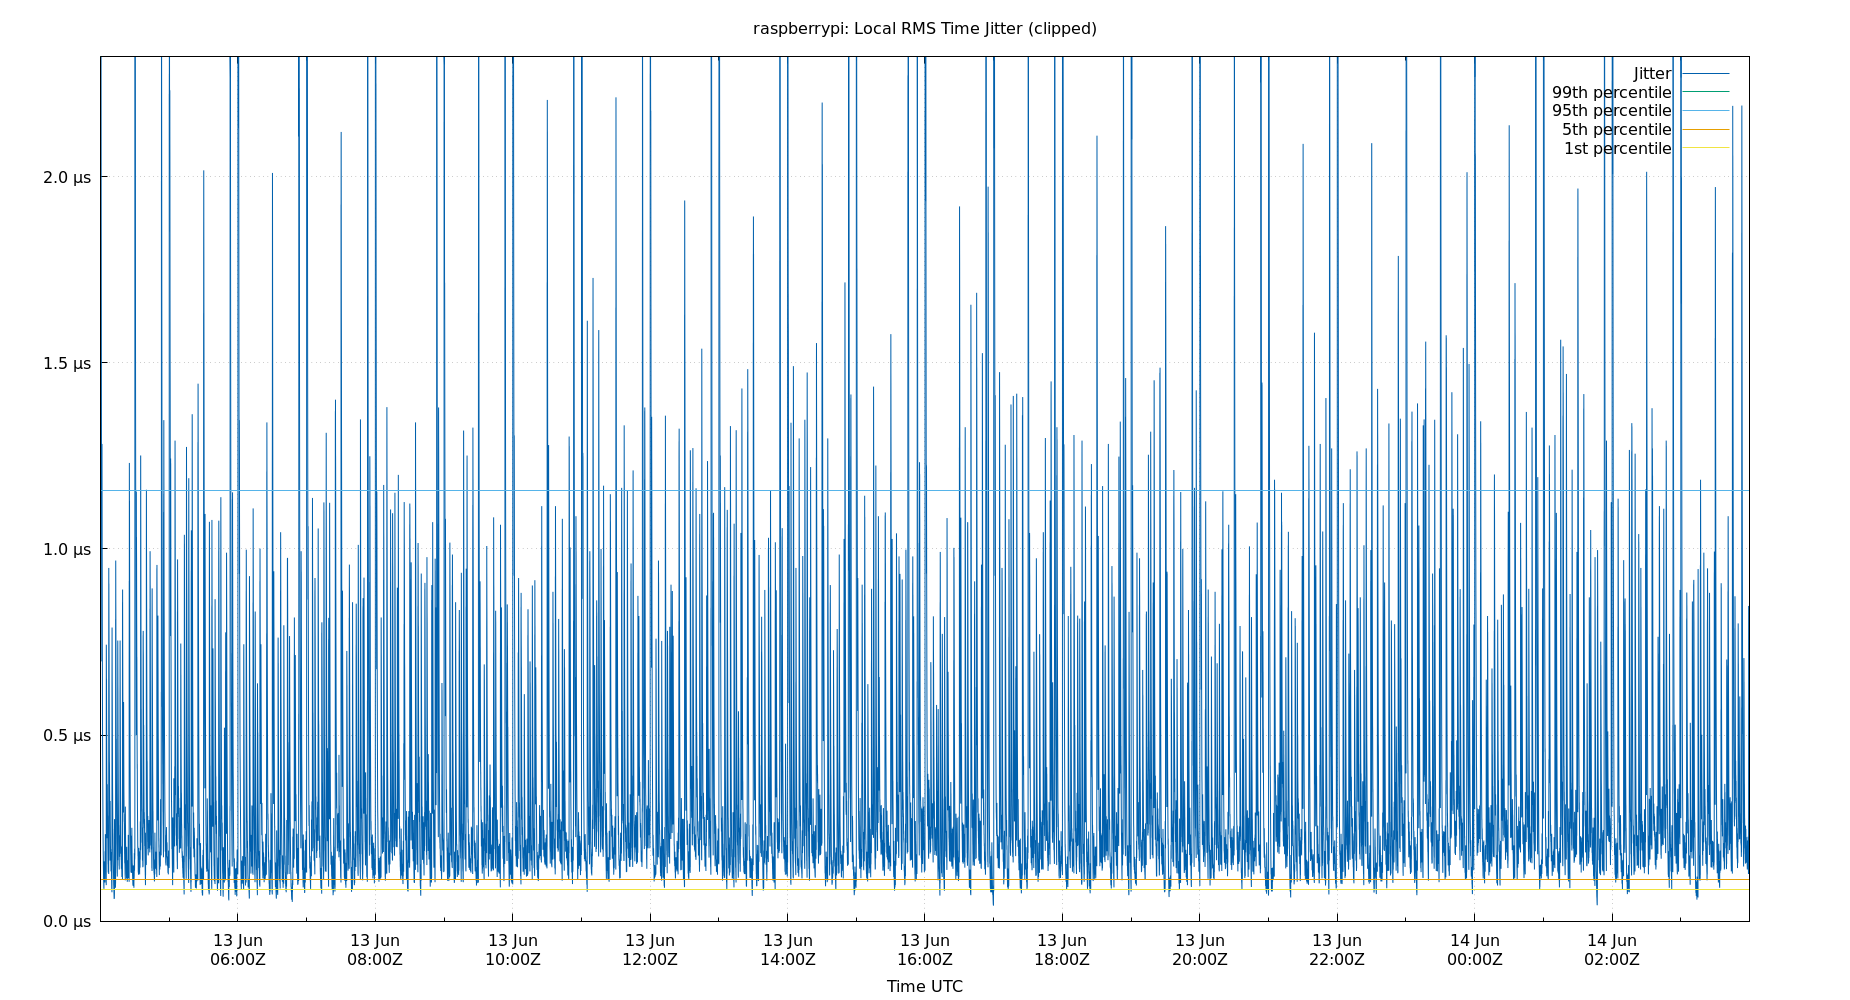 raspberrypi: Local RMS Time Jitter (clipped)
Jitter
99th percentile
95th percentile
5th percentile
1st percentile
2.0 μs
1.5 μs
1.0 μs
0.5 μs
0.0 μs
13 Jun 13 Jun 13 Jun 13 Jun 13 Jun 13 Jun 13 Jun 13 Jun 13 Jun 14 Jun 14 Jun
06:00Z 08:00Z 10:00Z 12:00Z 14:00Z 16:00Z 18:00Z 20:00Z 22:00Z 00:00Z 02:00Z
Time UTC